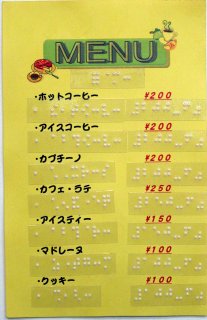 MENU
・ホットコーヒー ¥200
・アイスコーヒー ¥200
・カプチーノ ¥200
・カフェ・ラテ ¥250
・アイスティー ¥150
・マドレーヌ ¥100
・クッキー ¥100